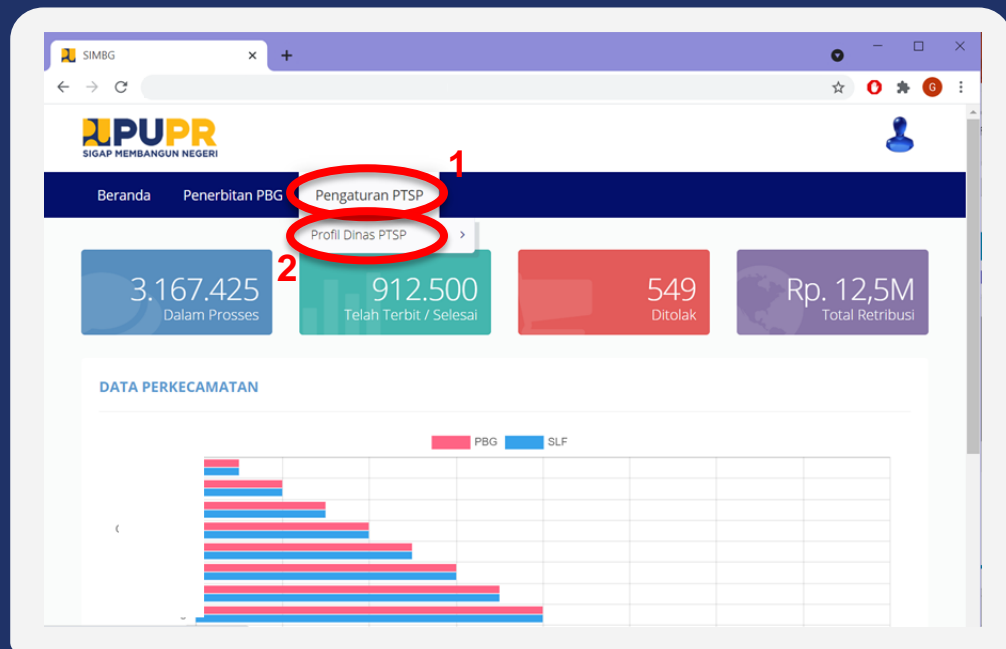 SIMBG
G
PUPR
SIGAP MEMBANGUN NEGERI
1
Beranda Penerbitan PBG Pengaturan PTSP
Profil Dinas PTSP
2
3.167.425
Dalam Prosses
912.500
Telah Terbit / Selesai
549
Ditolak
Rp. 12,5M
Total Retribusi
DATA PERKECAMATAN
PBG SLF